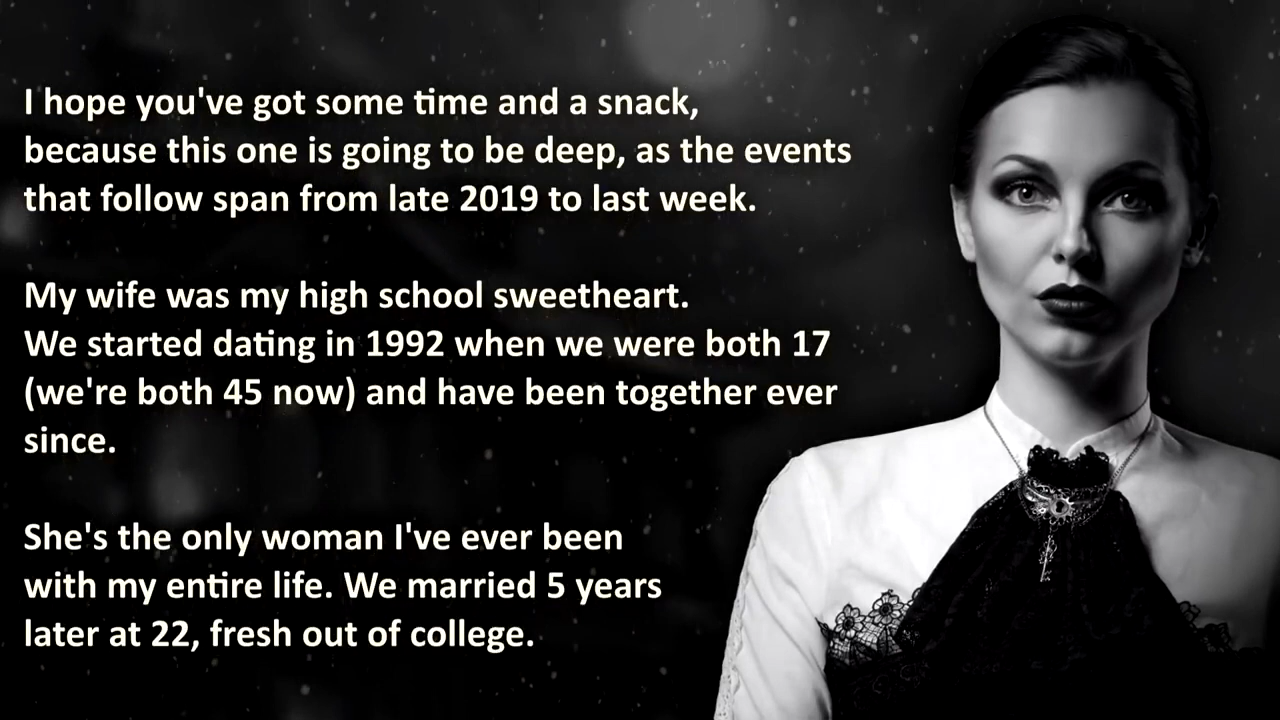 I hope you've got some time and a snack,
because this one is going to be deep, as the events
that follow span from late 2019 to last week.
My wife was my high school sweetheart.
We started dating in 1992 when we were both 17
(we're both 45 now) and have been together ever
since.
She's the only woman I've ever been
with my entire life. We married 5 years
later at 22, fresh out of college.